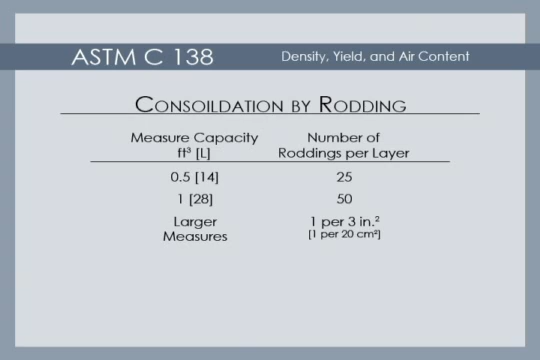 ASTM C 138 Density, Yield, and Air Content
CONSOILDATION BY RODDING
Measure Capacity Number of
ft³ [L] Roddings per Layer
0.5 [14] 25
1 [28] 50
Larger 1 per 3 in.²
Measures [1 per 20 cm²]